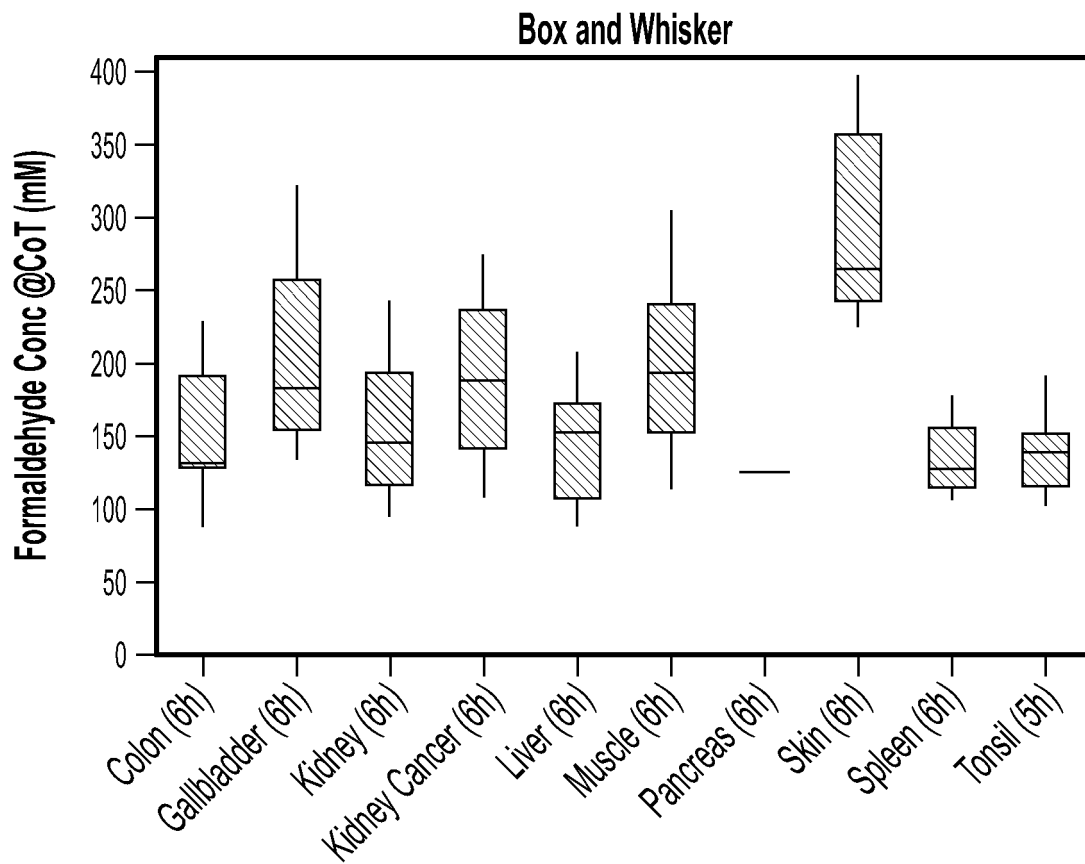 Box and Whisker
Formaldehyde Conc @CoT (mM)
400
350
300
250
200
150
100
50
0
Colon (6h)
Gallbladder (6h)
Kidney (6h)
Kidney Cancer (6h)
Liver (6h)
Muscle (6h)
Pancreas (6h)
Skin (6h)
Spleen (6h)
Tonsil (5h)